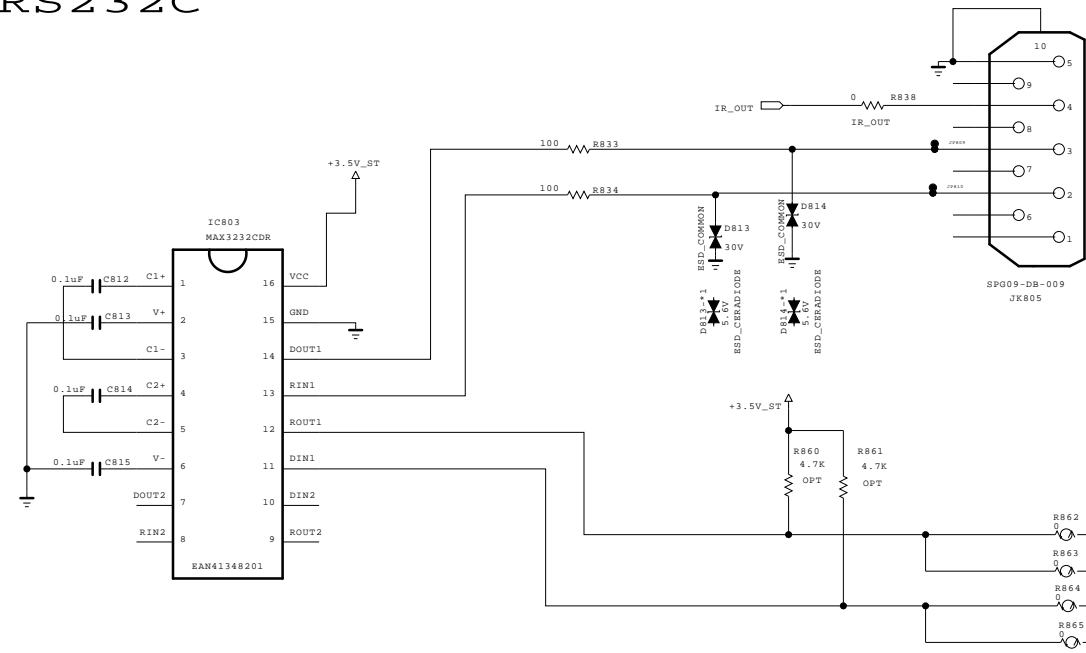 RS232C
10
5
9
4
8
3
7
2
6
1
SPG09-DB-009
JK805
IR_OUT
0
R838
IR_OUT
100
R833
100
R834
+3.5V_ST
ESD_COMMON
D813
30V
ESD_COMMON
D814
30V
D813-*1
5.6V
ESD_CERADIODE
D814-*1
5.6V
ESD_CERADIODE
IC803
MAX3232CDR
0.1uF C812
C1+
1
16
VCC
0.1uF C813
V+
2
15
GND
C1-
3
14
DOUT1
0.1uF C814
C2+
4
13
RIN1
C2-
5
12
ROUT1
0.1uF C815
V-
6
11
DIN1
DOUT2
7
10
DIN2
RIN2
8
9
ROUT2
EAN41348201
+3.5V_ST
R860
4.7K
OPT
R861
4.7K
OPT
R862
0
R863
0
R864
0
R865
0